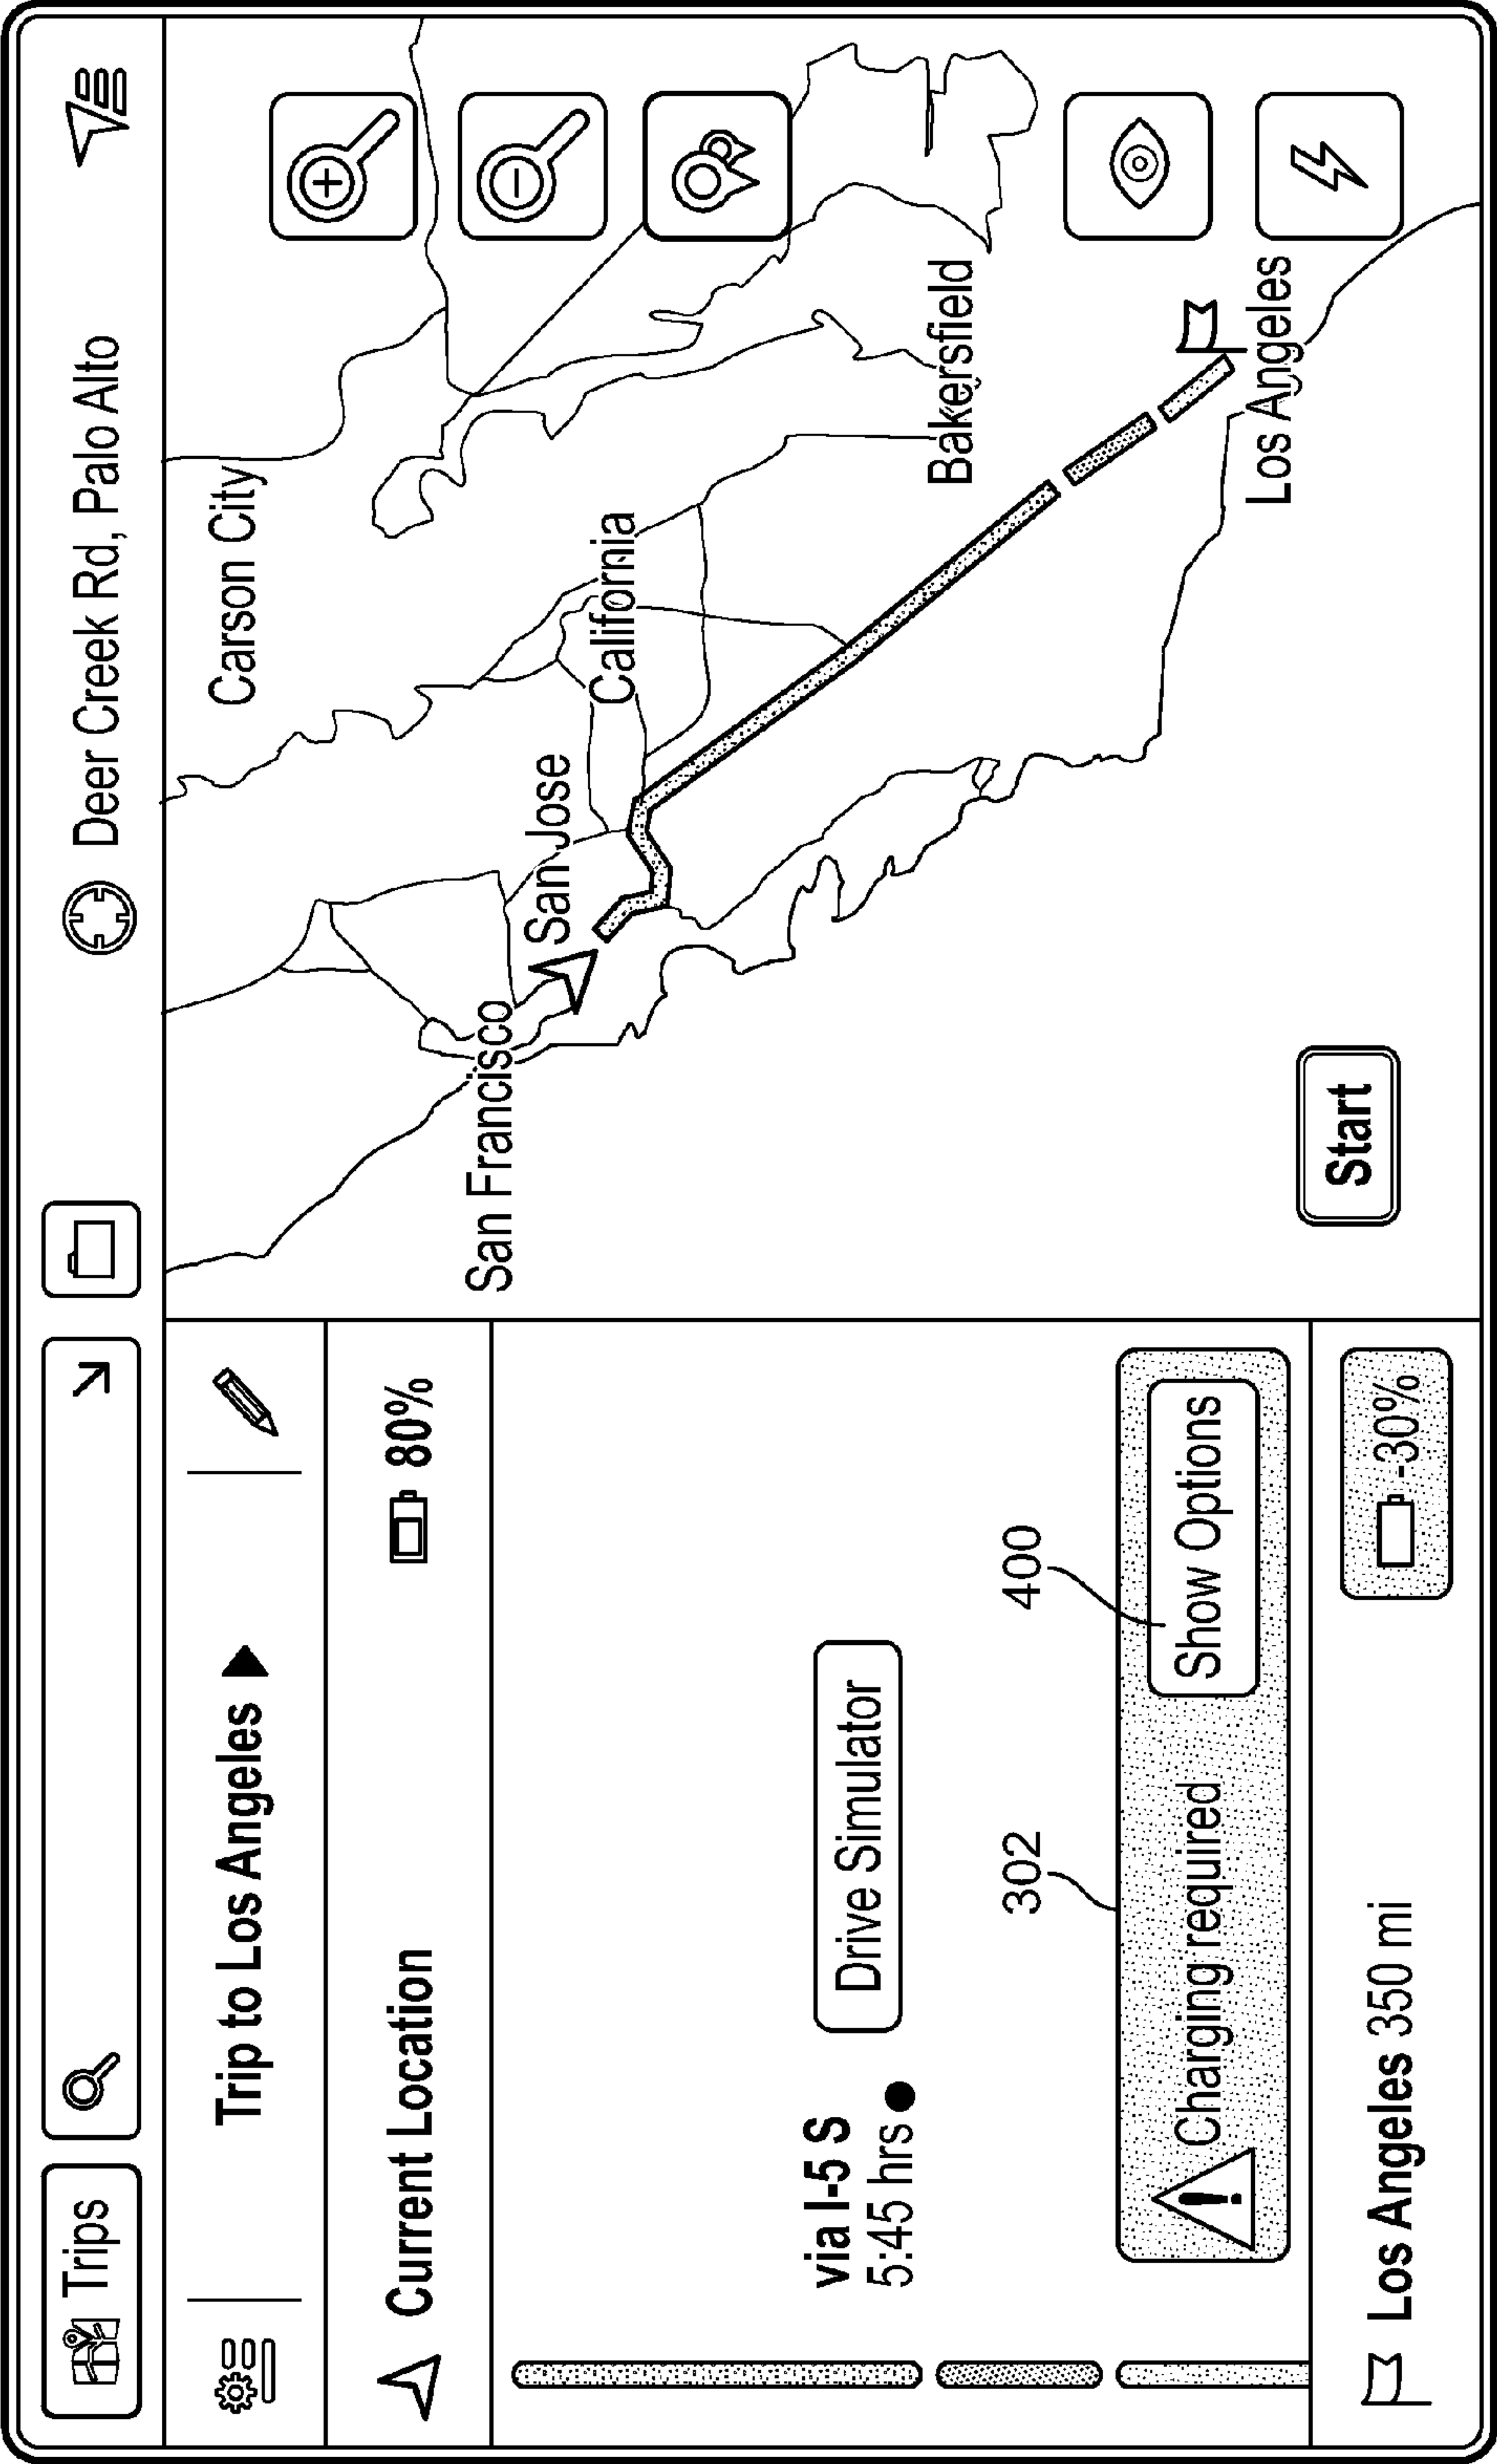 Trips
Deer Creek Rd, Palo Alto
Trip to Los Angeles
Current Location 80%
via I-5 S
5:45 hrs
Drive Simulator
302
400
Charging required
Show Options
Los Angeles 350 mi
-30%
Carson City
San Francisco
San Jose
California
Bakersfield
Los Angeles
Start